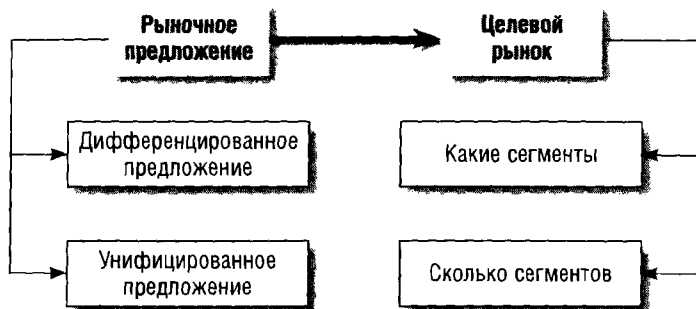 Рыночное
предложение
Целевой
рынок
Дифференцированное
предложение
Какие сегменты
Унифицированное
предложение
Сколько сегментов